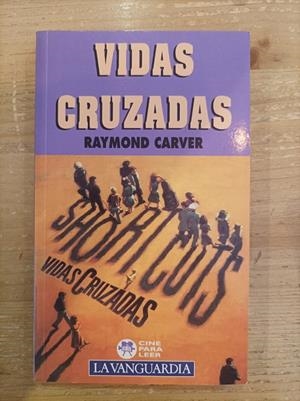 VIDAS
CRUZADAS
RAYMOND CARVER
SHORT CUTS
VIDAS CRUZADAS
CINE
PARA
LEER
LA VANGUARDIA